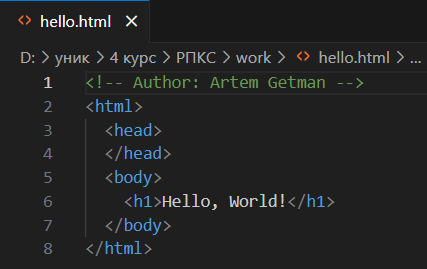 hello.html
D: > уник > 4 курс > РПКС > work > hello.html > ...
1 <!-- Author: Artem Getman -->
2 <html>
3   <head>
4   </head>
5   <body>
6     <h1>Hello, World!</h1>
7   </body>
8 </html>